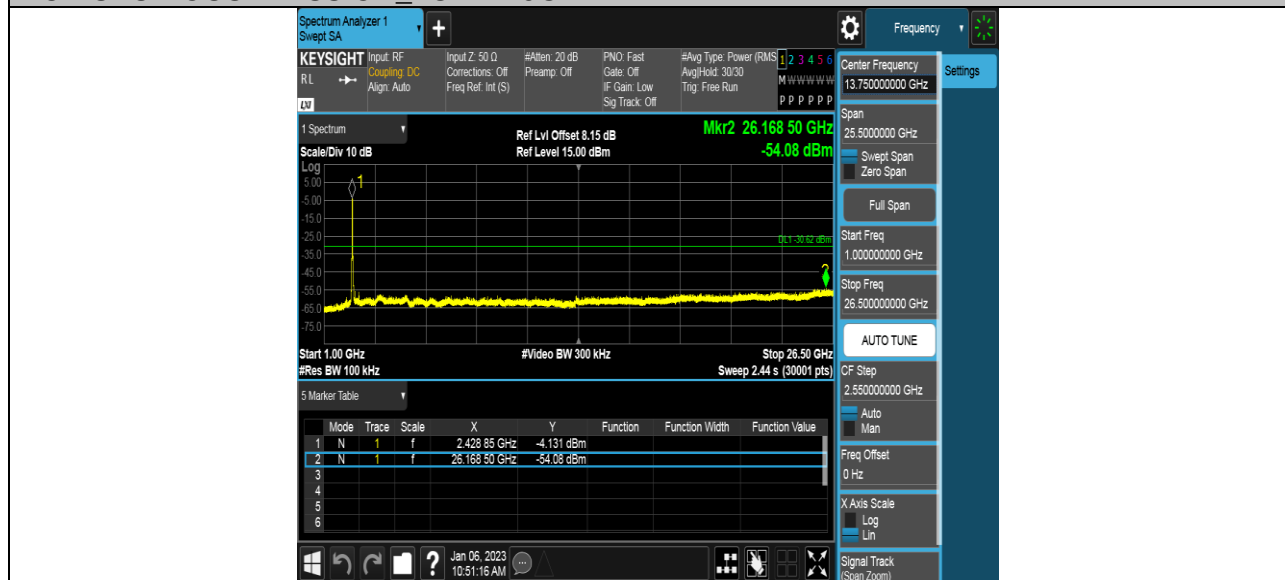 Spectrum Analyzer 1
Swept SA
Frequency
KEYSIGHT
RL
LXI
Input: RF
Coupling: DC
Align: Auto
Input Z: 50 Ω
Corrections: Off
Freq Ref: Int (S)
#Atten: 20 dB
Preamp: Off
PNO: Fast
Gate: Off
IF Gain: Low
Sig Track: Off
#Avg Type: Power (RMS
Avg|Hold: 30/30
Trig: Free Run
1 2 3 4 5 6
M W W W W W
P P P P P P
1 Spectrum
Scale/Div 10 dB
Ref Lvl Offset 8.15 dB
Ref Level 15.00 dBm
Mkr2 26.168 50 GHz
-54.08 dBm
Log
5.00
-5.00
-15.0
-25.0
-35.0
-45.0
-55.0
-65.0
-75.0
1
2
DL1 -30.62 dBm
Start 1.00 GHz
#Res BW 100 kHz
#Video BW 300 kHz
Stop 26.50 GHz
Sweep 2.44 s (30001 pts)
5 Marker Table
Mode Trace Scale X Y Function Function Width Function Value
1 N 1 f 2.428 85 GHz -4.131 dBm
2 N 1 f 26.168 50 GHz -54.08 dBm
3
4
5
6
Jan 06, 2023
10:51:16 AM
Center Frequency
13.750000000 GHz
Settings
Span
25.5000000 GHz
Swept Span
Zero Span
Full Span
Start Freq
1.000000000 GHz
Stop Freq
26.500000000 GHz
AUTO TUNE
CF Step
2.550000000 GHz
Auto
Man
Freq Offset
0 Hz
X Axis Scale
Log
Lin
Signal Track
(Span Zoom)